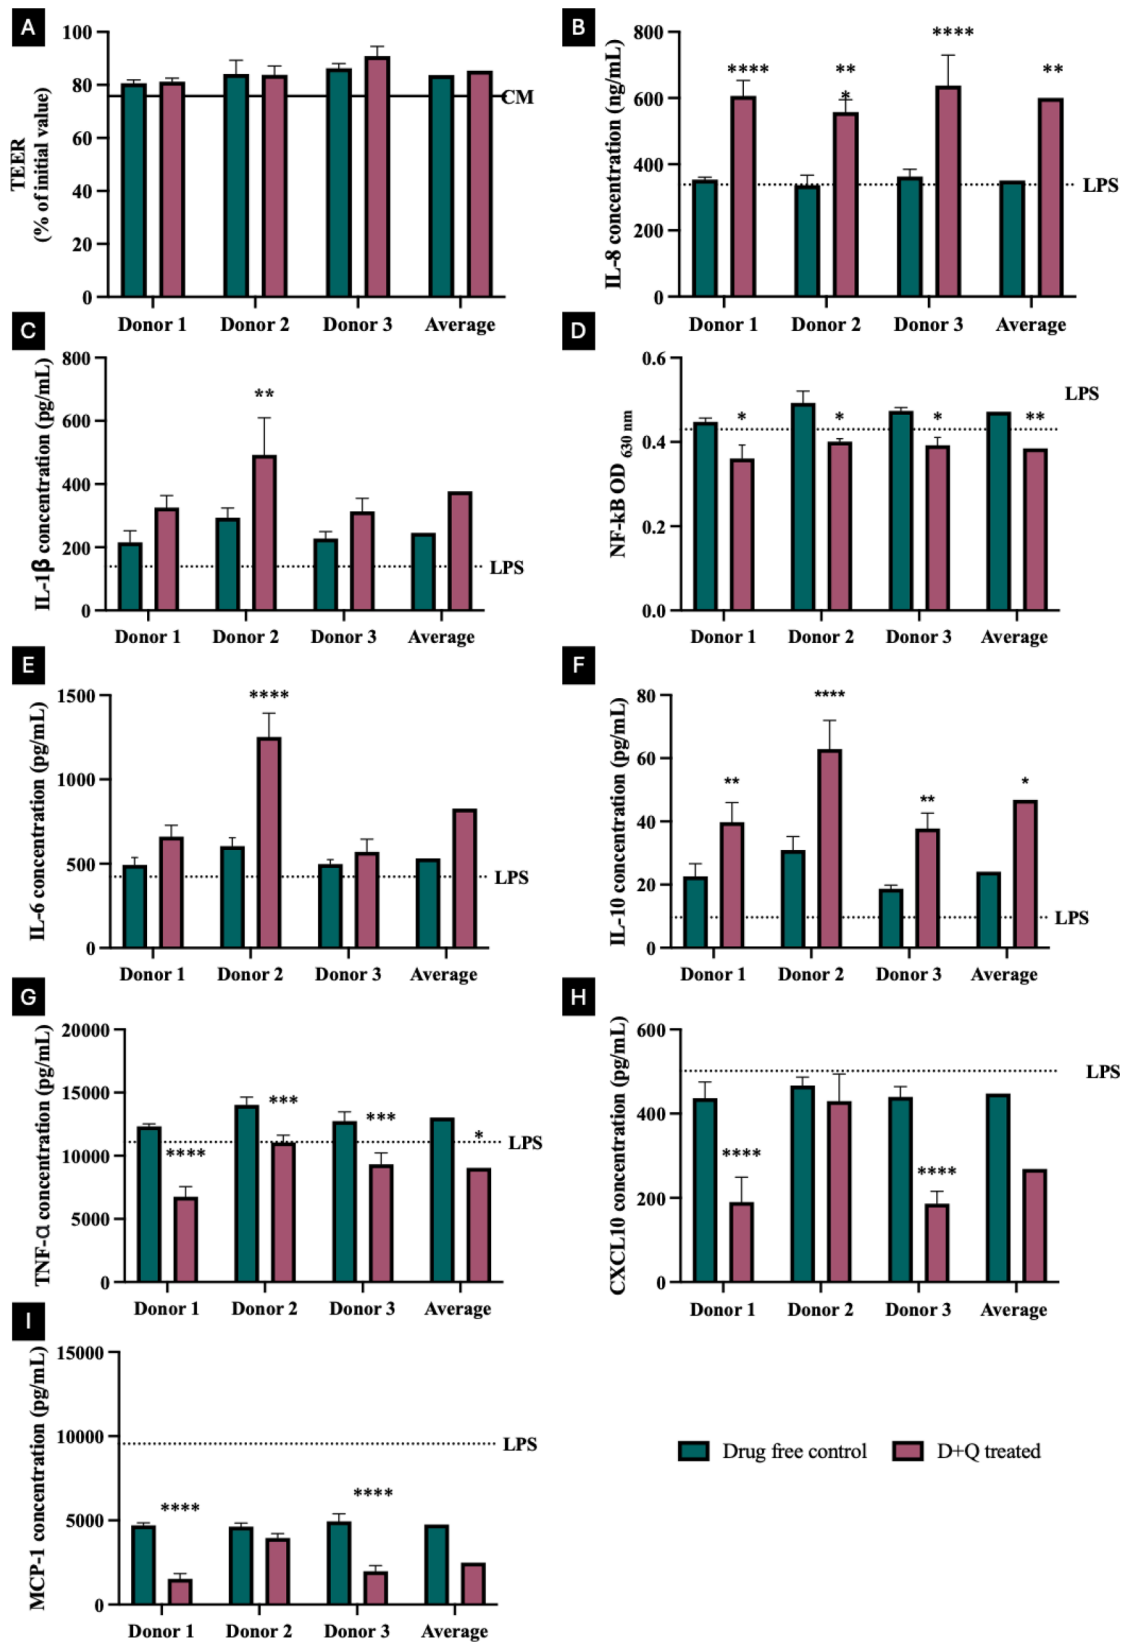 A
TEER
(% of initial value)
100
80
60
40
20
0
CM
Donor 1 Donor 2 Donor 3 Average
B
IL-8 concentration (ng/mL)
800
600
400
200
0
****
**
*
****
**
LPS
Donor 1 Donor 2 Donor 3 Average
C
IL-1β concentration (pg/mL)
800
600
400
200
0
**
LPS
Donor 1 Donor 2 Donor 3 Average
D
NF-kB OD 630 nm
0.6
0.4
0.2
0.0
* * * **
LPS
Donor 1 Donor 2 Donor 3 Average
E
IL-6 concentration (pg/mL)
1500
1000
500
0
****
LPS
Donor 1 Donor 2 Donor 3 Average
F
IL-10 concentration (pg/mL)
80
60
40
20
0
**
****
**
*
LPS
Donor 1 Donor 2 Donor 3 Average
G
TNF-α concentration (pg/mL)
20000
15000
10000
5000
0
****
***
***
*
LPS
Donor 1 Donor 2 Donor 3 Average
H
CXCL10 concentration (pg/mL)
600
400
200
0
****
****
LPS
Donor 1 Donor 2 Donor 3 Average
I
MCP-1 concentration (pg/mL)
15000
10000
5000
0
****
****
LPS
Donor 1 Donor 2 Donor 3 Average
Drug free control D+Q treated